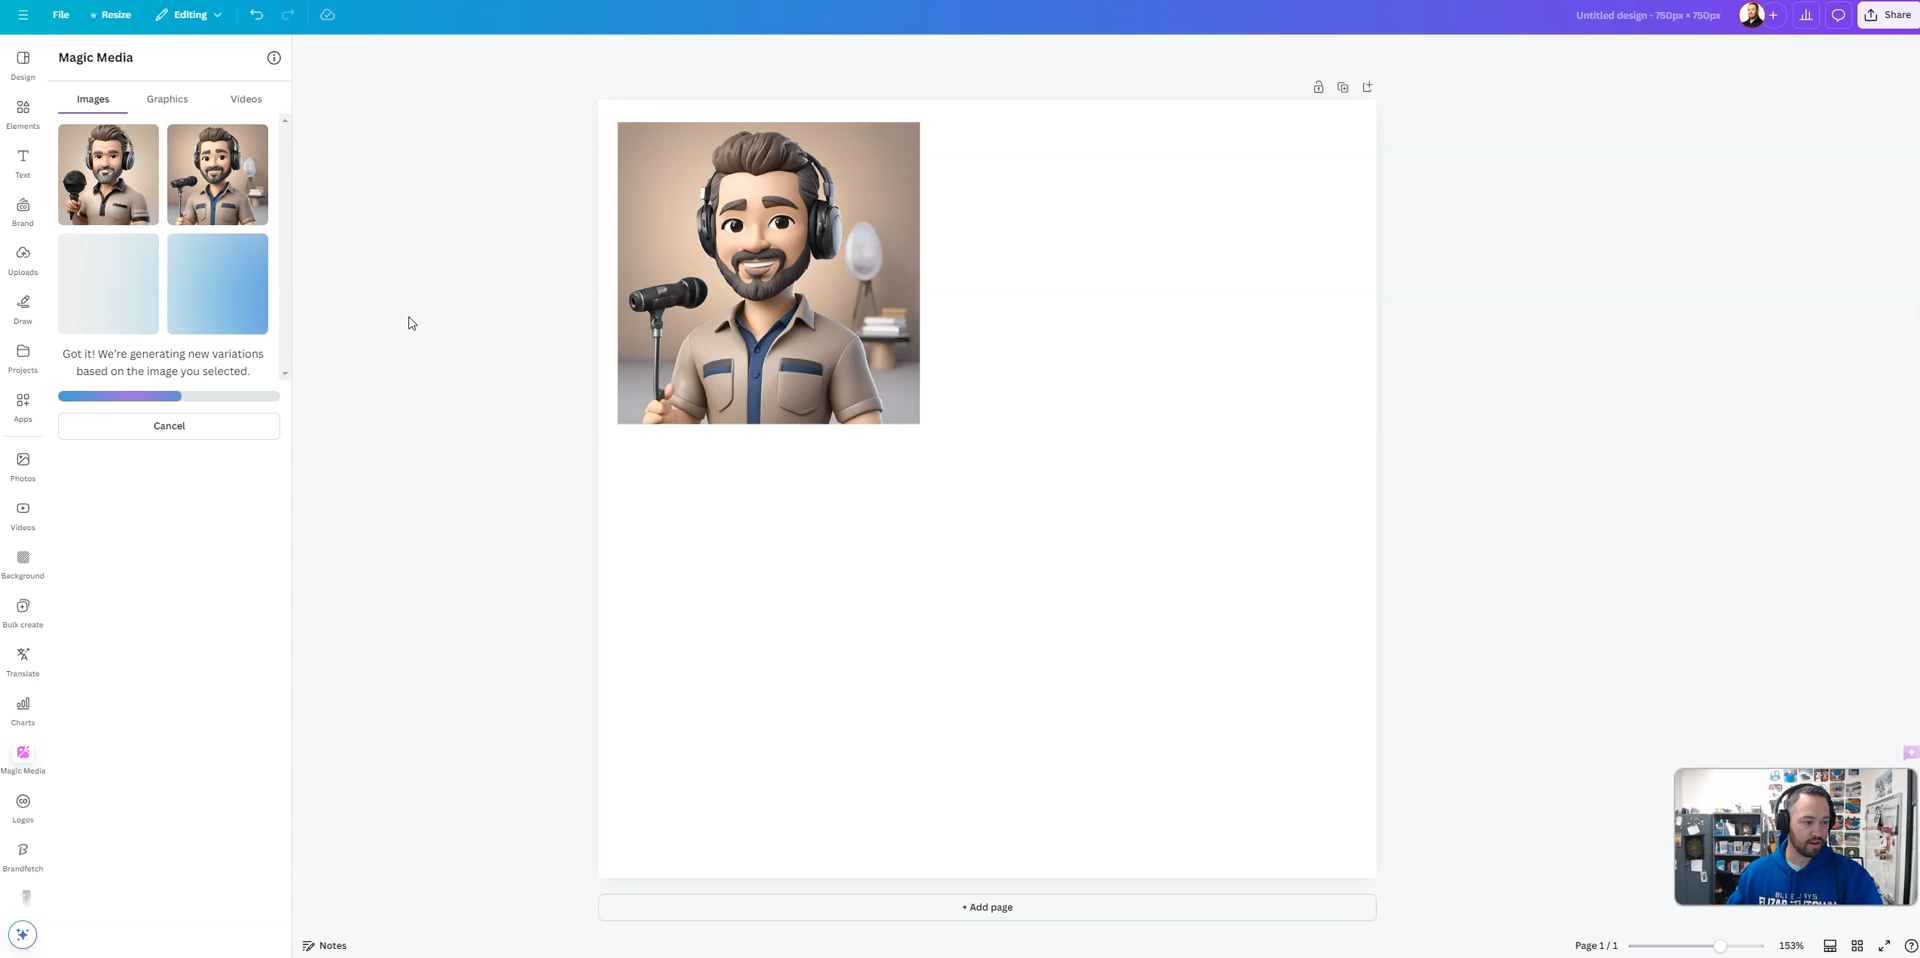 File
Resize
Editing
Untitled design - 750px × 750px
Share
Design
Elements
Text
Brand
Uploads
Draw
Projects
Apps
Photos
Videos
Background
Bulk create
Translate
Charts
Magic Media
Logos
Brandfetch
Magic Media
Images
Graphics
Videos
Got it! We're generating new variations
based on the image you selected.
Cancel
+ Add page
Notes
Page 1 / 1
153%
BLUE JAYS